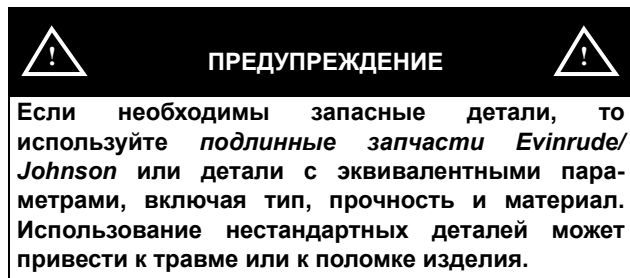 ПРЕДУПРЕЖДЕНИЕ
Если необходимы запасные детали, то
используйте подлинные запчасти Evinrude/
Johnson или детали с эквивалентными пара-
метрами, включая тип, прочность и материал.
Использование нестандартных деталей может
привести к травме или к поломке изделия.